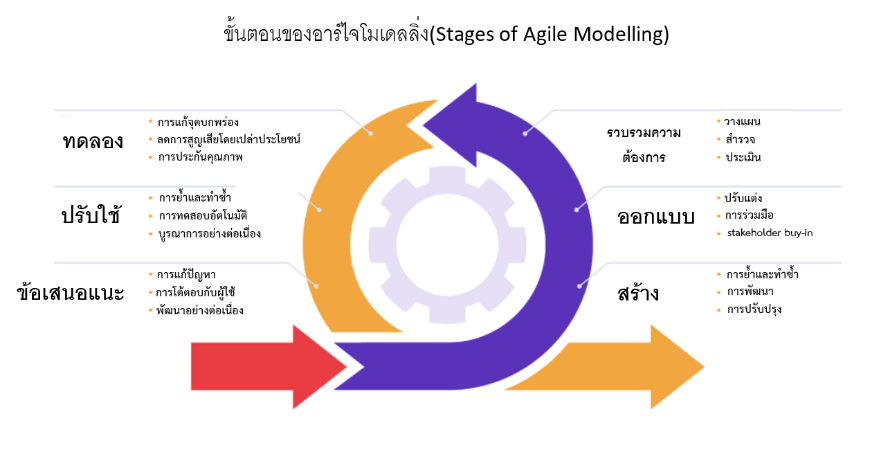 ขั้นตอนของอาร์ไจโมเดลลิ่ง(Stages of Agile Modelling)
ทดลอง
• การแก้จุดบกพร่อง
• ลดการสูญเสียโดยเปล่าประโยชน์
• การประกันคุณภาพ
ปรับใช้
• การย้ำและทำซ้ำ
• การทดสอบอัตโนมัติ
• บูรณาการอย่างต่อเนื่อง
ข้อเสนอแนะ
• การแก้ปัญหา
• การโต้ตอบกับผู้ใช้
• พัฒนาอย่างต่อเนื่อง
รวบรวมความ
ต้องการ
• วางแผน
• สำรวจ
• ประเมิน
ออกแบบ
• ปรับแต่ง
• การร่วมมือ
• stakeholder buy-in
สร้าง
• การย้ำและทำซ้ำ
• การพัฒนา
• การปรับปรุง